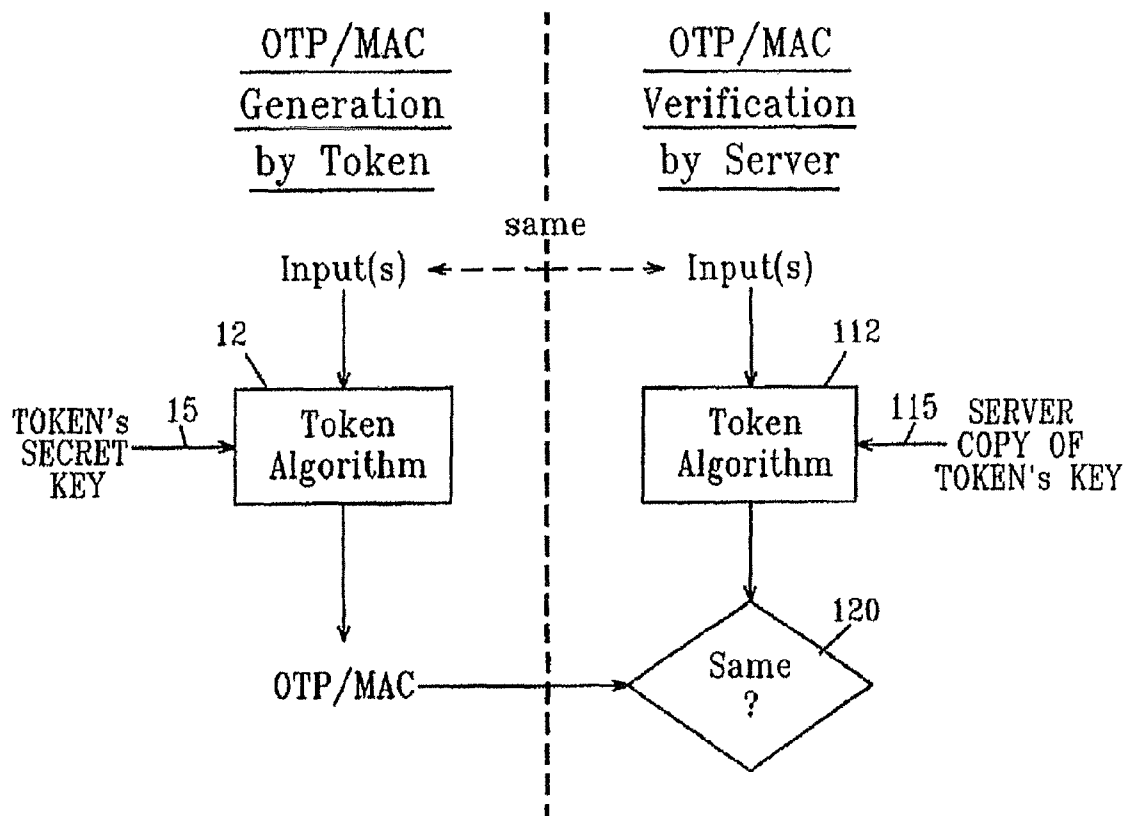 OTP/MAC
Generation
by Token
OTP/MAC
Verification
by Server
same
Input(s)
Input(s)
12
112
TOKEN's
SECRET
KEY
15
Token
Algorithm
Token
Algorithm
115
SERVER
COPY OF
TOKEN's KEY
120
OTP/MAC
Same
?